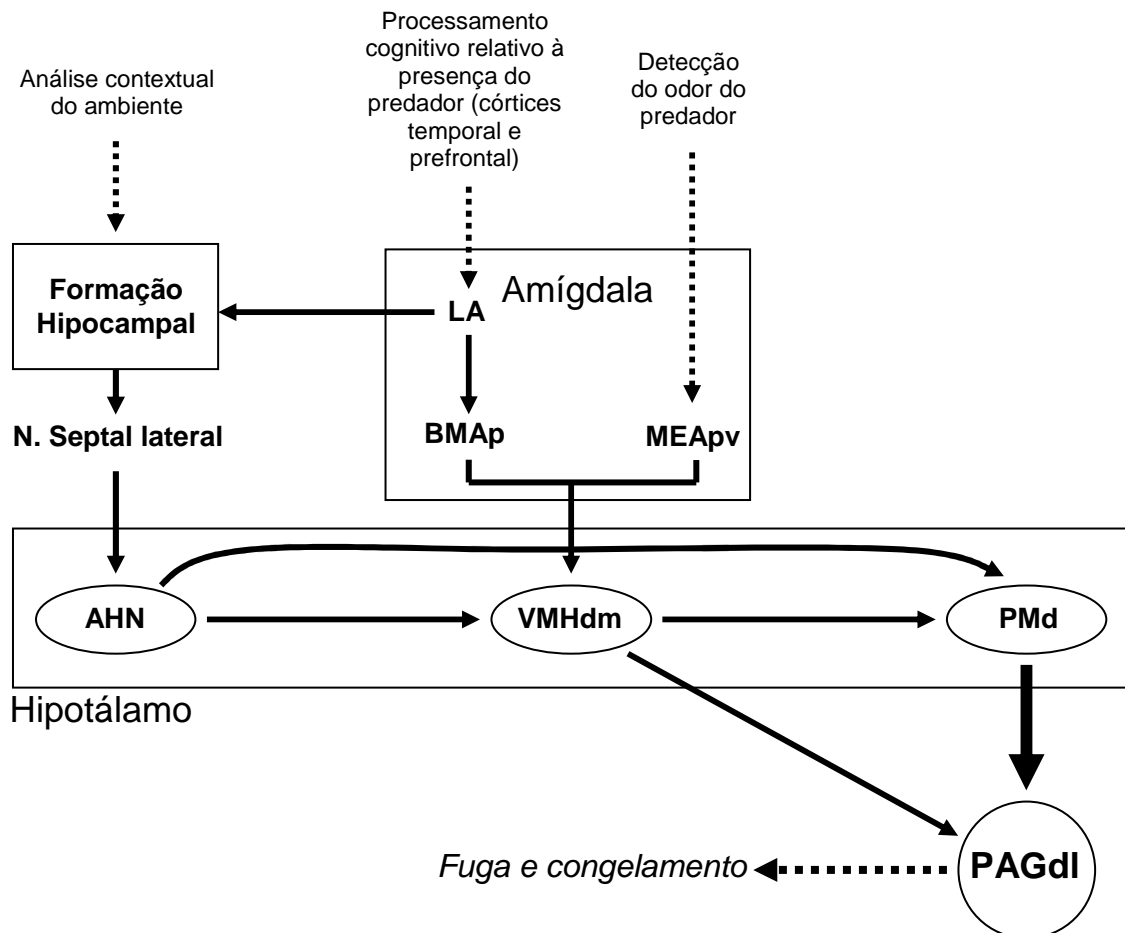 Análise contextual
do ambiente
Processamento
cognitivo relativo à
presença do
predador (córtices
temporal e
prefrontal)
Detecção
do odor do
predador
Formação
Hipocampal
Amígdala
LA
N. Septal lateral
BMAp
MEApv
AHN
VMHdm
PMd
Hipotálamo
Fuga e congelamento
PAGdl